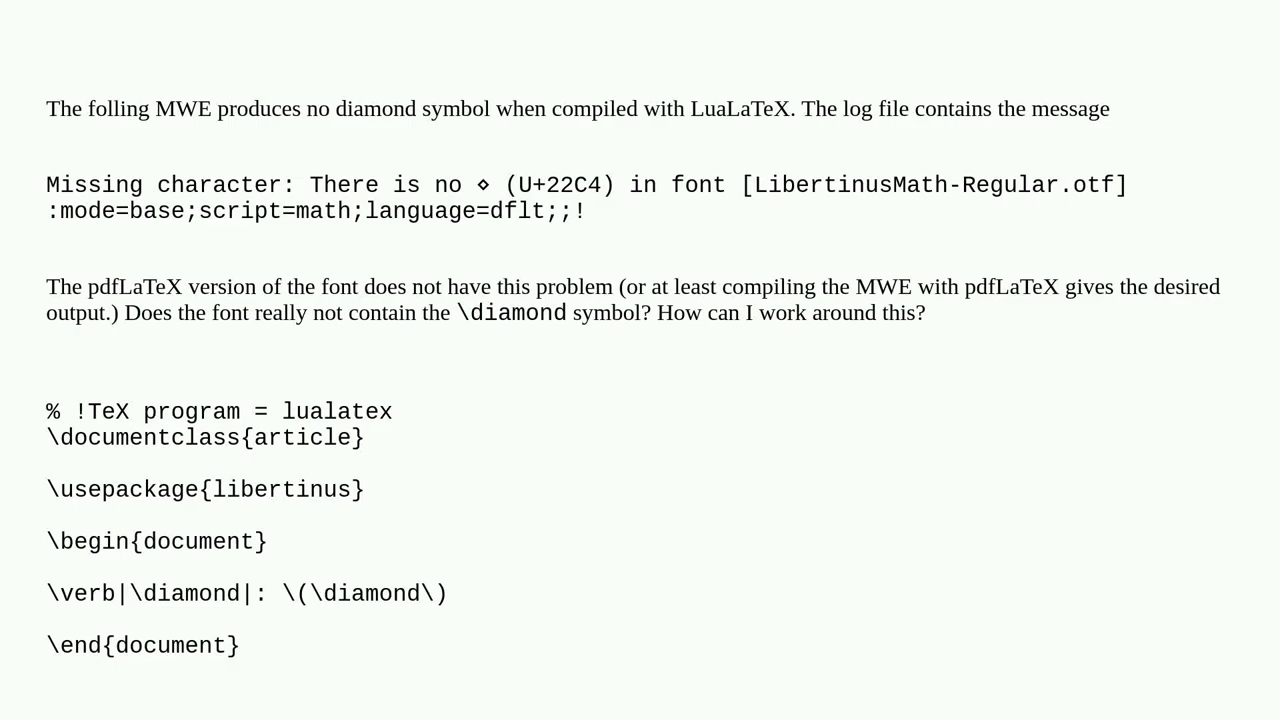 The folling MWE produces no diamond symbol when compiled with LuaLaTeX. The log file contains the message
Missing character: There is no ⋄ (U+22C4) in font [LibertinusMath-Regular.otf]
:mode=base;script=math;language=dflt;;!
The pdfLaTeX version of the font does not have this problem (or at least compiling the MWE with pdfLaTeX gives the desired
output.) Does the font really not contain the \diamond symbol? How can I work around this?
% !TeX program = lualatex
\documentclass{article}
\usepackage{libertinus}
\begin{document}
\verb|\diamond|: \(\diamond\)
\end{document}